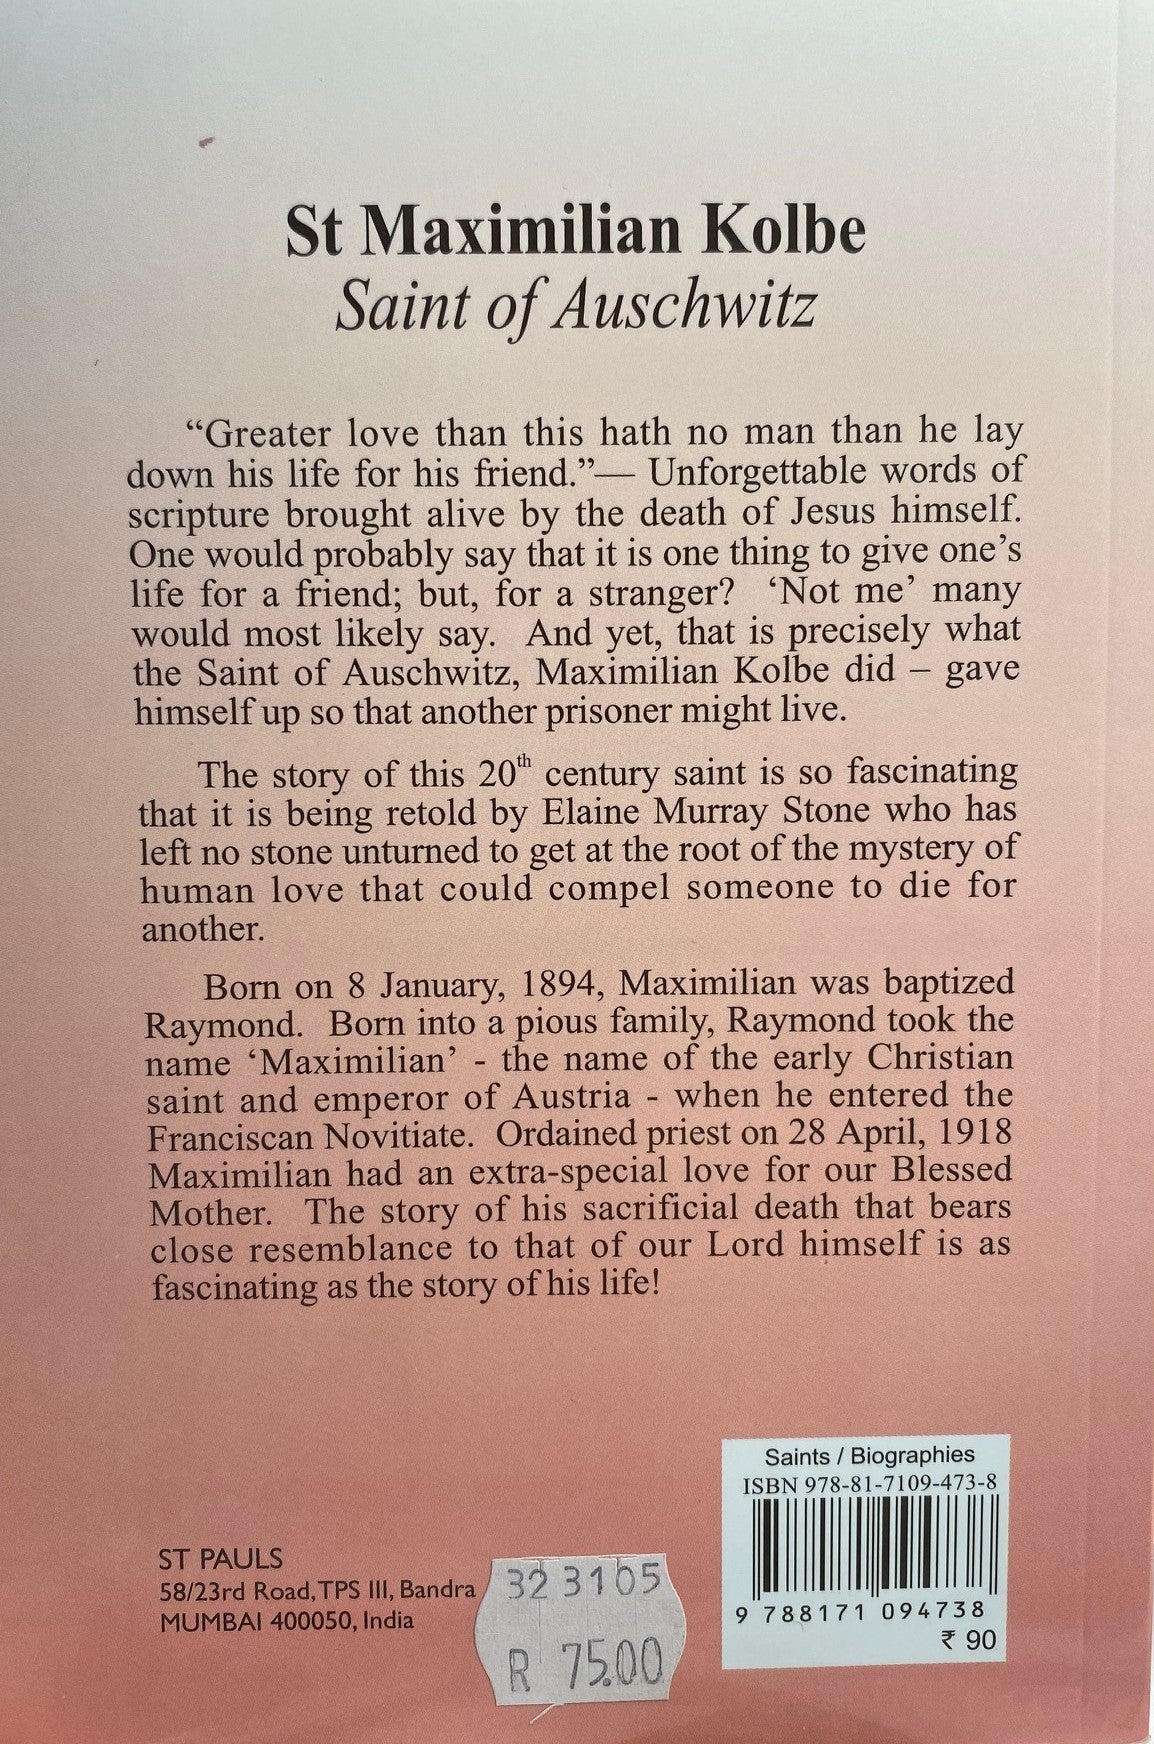 St Maximilian Kolbe
Saint of Auschwitz
“Greater love than this hath no man than he lay
down his life for his friend.”— Unforgettable words of
scripture brought alive by the death of Jesus himself.
One would probably say that it is one thing to give one’s
life for a friend; but, for a stranger? ‘Not me’ many
would most likely say. And yet, that is precisely what
the Saint of Auschwitz, Maximilian Kolbe did – gave
himself up so that another prisoner might live.
The story of this 20th century saint is so fascinating
that it is being retold by Elaine Murray Stone who has
left no stone unturned to get at the root of the mystery of
human love that could compel someone to die for
another.
Born on 8 January, 1894, Maximilian was baptized
Raymond. Born into a pious family, Raymond took the
name ‘Maximilian’ - the name of the early Christian
saint and emperor of Austria - when he entered the
Franciscan Novitiate. Ordained priest on 28 April, 1918
Maximilian had an extra-special love for our Blessed
Mother. The story of his sacrificial death that bears
close resemblance to that of our Lord himself is as
fascinating as the story of his life!
ST PAULS
58/23rd Road, TPS III, Bandra
MUMBAI 400050, India
32 3105
R 75.00
Saints / Biographies
ISBN 978-81-7109-473-8
9 788171 094738
₹ 90